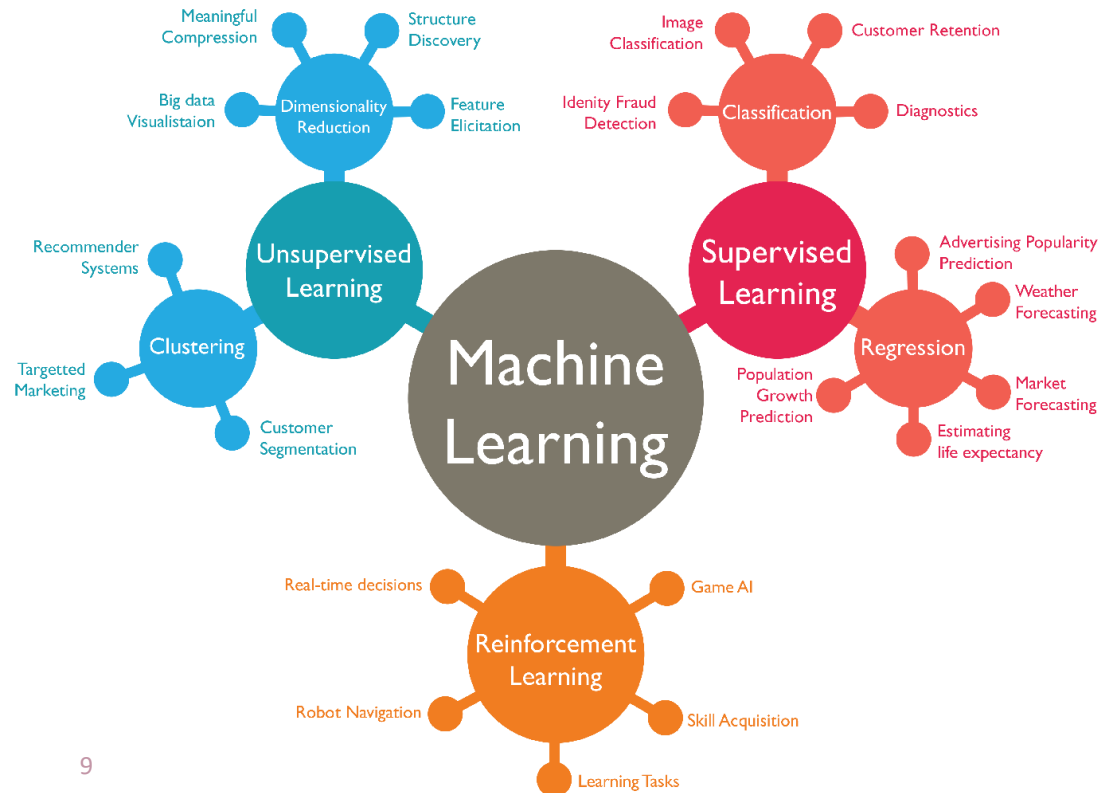 Meaningful
Compression
Structure
Discovery
Big data
Visualistaion
Dimensionality
Reduction
Feature
Elicitation
Image
Classification
Customer Retention
Idenity Fraud
Detection
Classification
Diagnostics
Unsupervised
Learning
Recommender
Systems
Clustering
Targetted
Marketing
Customer
Segmentation
Supervised
Learning
Advertising Popularity
Prediction
Weather
Forecasting
Regression
Population
Growth
Prediction
Market
Forecasting
Estimating
life expectancy
Machine
Learning
Real-time decisions
Game AI
Reinforcement
Learning
Robot Navigation
Skill Acquisition
Learning Tasks
9